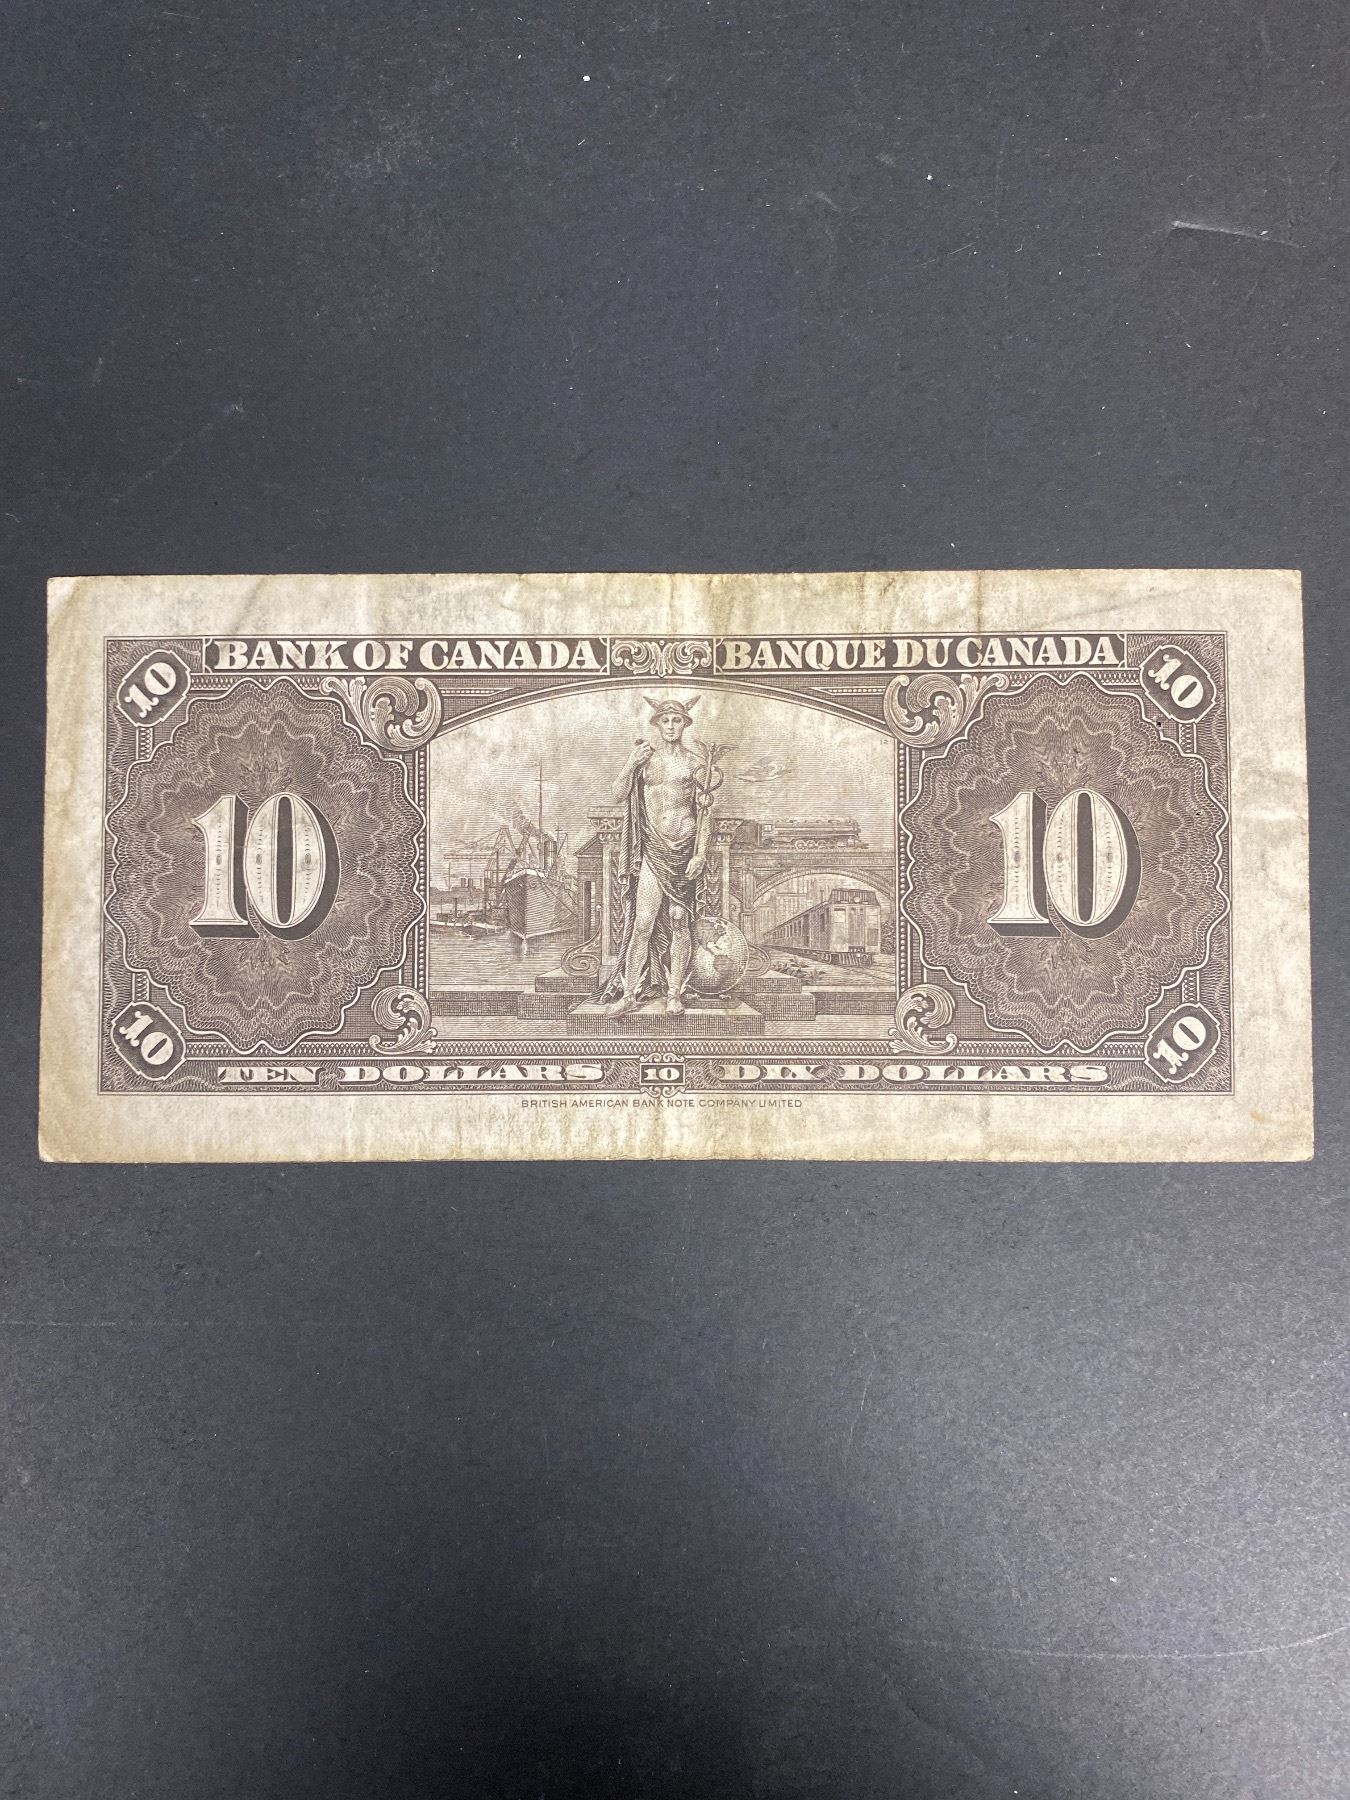 10 BANK OF CANADA BANQUE DU CANADA 10
12
10 10
10 TEN DOLLARS 10 DIX DOLLARS 10
BRITISH AMERICAN BANK NOTE COMPANY LIMITED